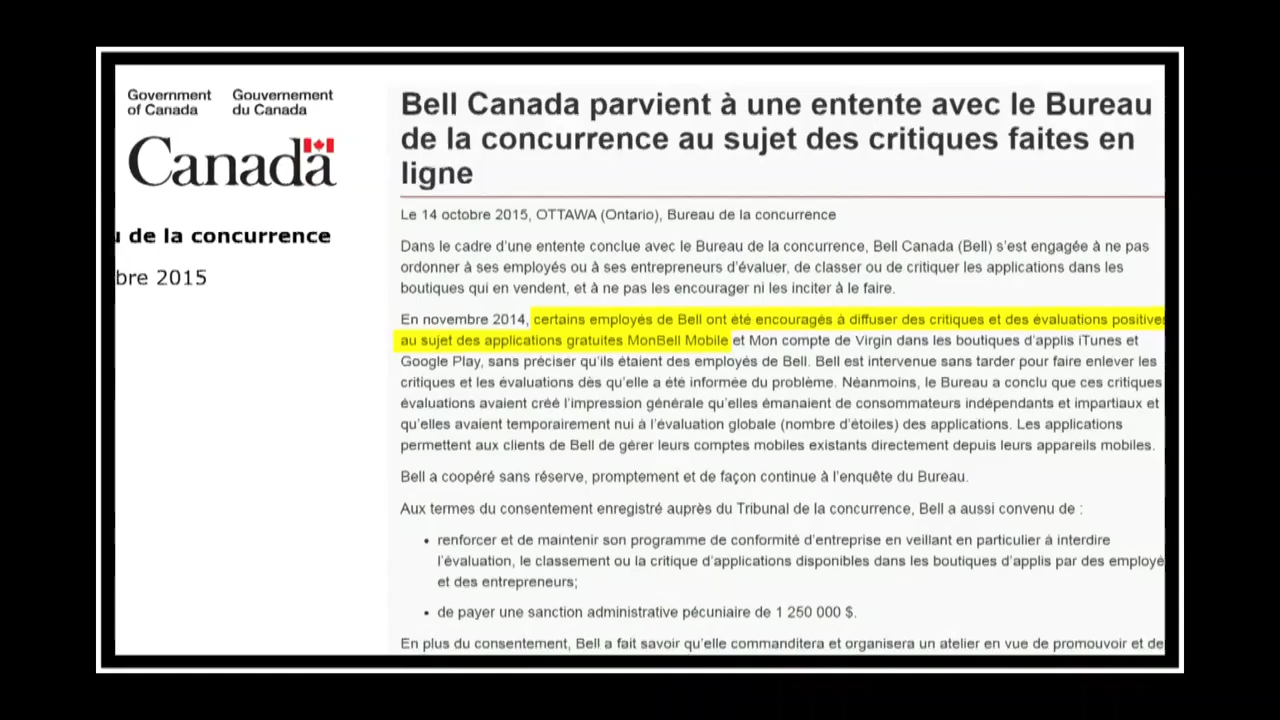 Government
of Canada
Gouvernement
du Canada
Canada
de la concurrence
bre 2015
Bell Canada parvient à une entente avec le Bureau
de la concurrence au sujet des critiques faites en
ligne
Le 14 octobre 2015, OTTAWA (Ontario), Bureau de la concurrence
Dans le cadre d'une entente conclue avec le Bureau de la concurrence, Bell Canada (Bell) s'est engagée à ne pas
ordonner à ses employés ou à ses entrepreneurs d'évaluer, de classer ou de critiquer les applications dans les
boutiques qui en vendent, et à ne pas les encourager ni les inciter à le faire.
En novembre 2014, certains employés de Bell ont été encouragés à diffuser des critiques et des évaluations positives
au sujet des applications gratuites MonBell Mobile et Mon compte de Virgin dans les boutiques d'applis iTunes et
Google Play, sans préciser qu'ils étaient des employés de Bell. Bell est intervenue sans tarder pour faire enlever les
critiques et les évaluations dès qu'elle a été informée du problème. Néanmoins, le Bureau a conclu que ces critiques
évaluations avaient créé l'impression générale qu'elles émanaient de consommateurs indépendants et impartiaux et
qu'elles avaient temporairement nui à l'évaluation globale (nombre d'étoiles) des applications. Les applications
permettent aux clients de Bell de gérer leurs comptes mobiles existants directement depuis leurs appareils mobiles.
Bell a coopéré sans réserve, promptement et de façon continue à l'enquête du Bureau.
Aux termes du consentement enregistré auprès du Tribunal de la concurrence, Bell a aussi convenu de :
• renforcer et de maintenir son programme de conformité d'entreprise en veillant en particulier à interdire
l'évaluation, le classement ou la critique d'applications disponibles dans les boutiques d'applis par des employé
et des entrepreneurs;
• de payer une sanction administrative pécuniaire de 1 250 000 $.
En plus du consentement, Bell a fait savoir qu'elle commanditera et organisera un atelier en vue de promouvoir et de